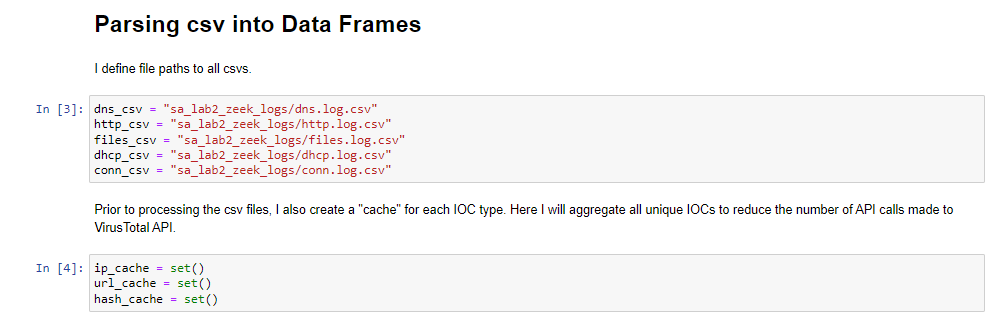 Parsing csv into Data Frames
I define file paths to all csvs.
In [3]: dns_csv = "sa_lab2_zeek_logs/dns.log.csv"
http_csv = "sa_lab2_zeek_logs/http.log.csv"
files_csv = "sa_lab2_zeek_logs/files.log.csv"
dhcp_csv = "sa_lab2_zeek_logs/dhcp.log.csv"
conn_csv = "sa_lab2_zeek_logs/conn.log.csv"
Prior to processing the csv files, I also create a "cache" for each IOC type. Here I will aggregate all unique IOCs to reduce the number of API calls made to
VirusTotal API.
In [4]: ip_cache = set()
url_cache = set()
hash_cache = set()